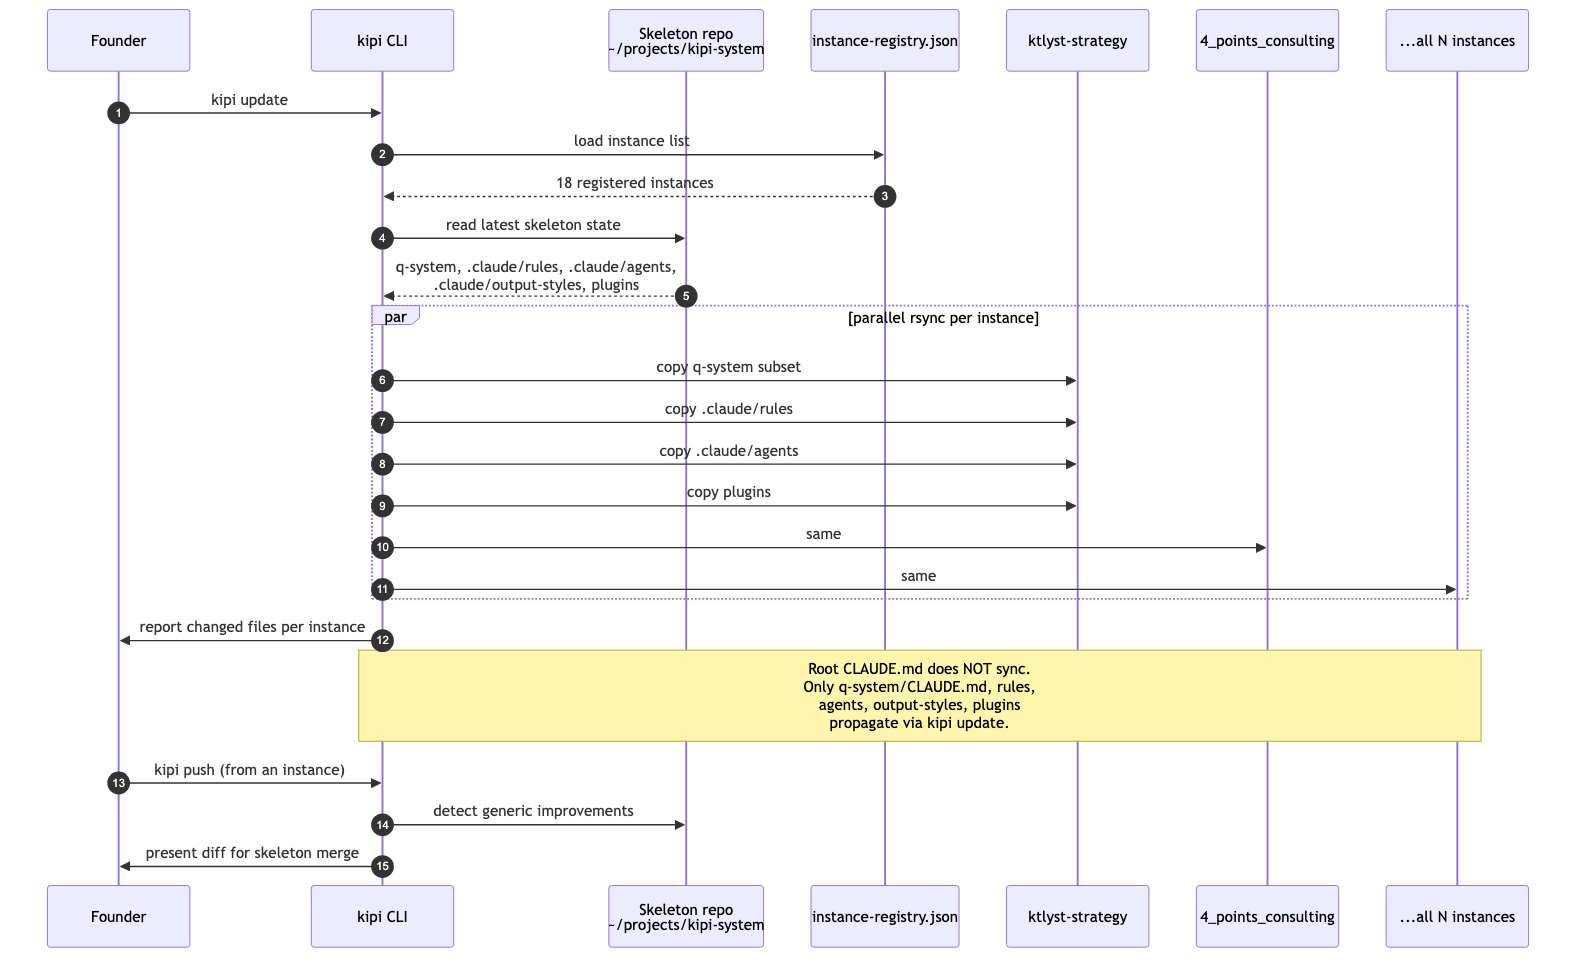 Founder
kipi CLI
Skeleton repo
~/projects/kipi-system
instance-registry.json
ktlyst-strategy
4_points_consulting
...all N instances
1
kipi update
2
load instance list
18 registered instances
3
4
read latest skeleton state
q-system, .claude/rules, .claude/agents,
.claude/output-styles, plugins
5
par
[parallel rsync per instance]
6
copy q-system subset
7
copy .claude/rules
8
copy .claude/agents
9
copy plugins
10
same
11
same
report changed files per instance
12
Root CLAUDE.md does NOT sync.
Only q-system/CLAUDE.md, rules,
agents, output-styles, plugins
propagate via kipi update.
13
kipi push (from an instance)
14
detect generic improvements
present diff for skeleton merge
15
Founder
kipi CLI
Skeleton repo
~/projects/kipi-system
instance-registry.json
ktlyst-strategy
4_points_consulting
...all N instances